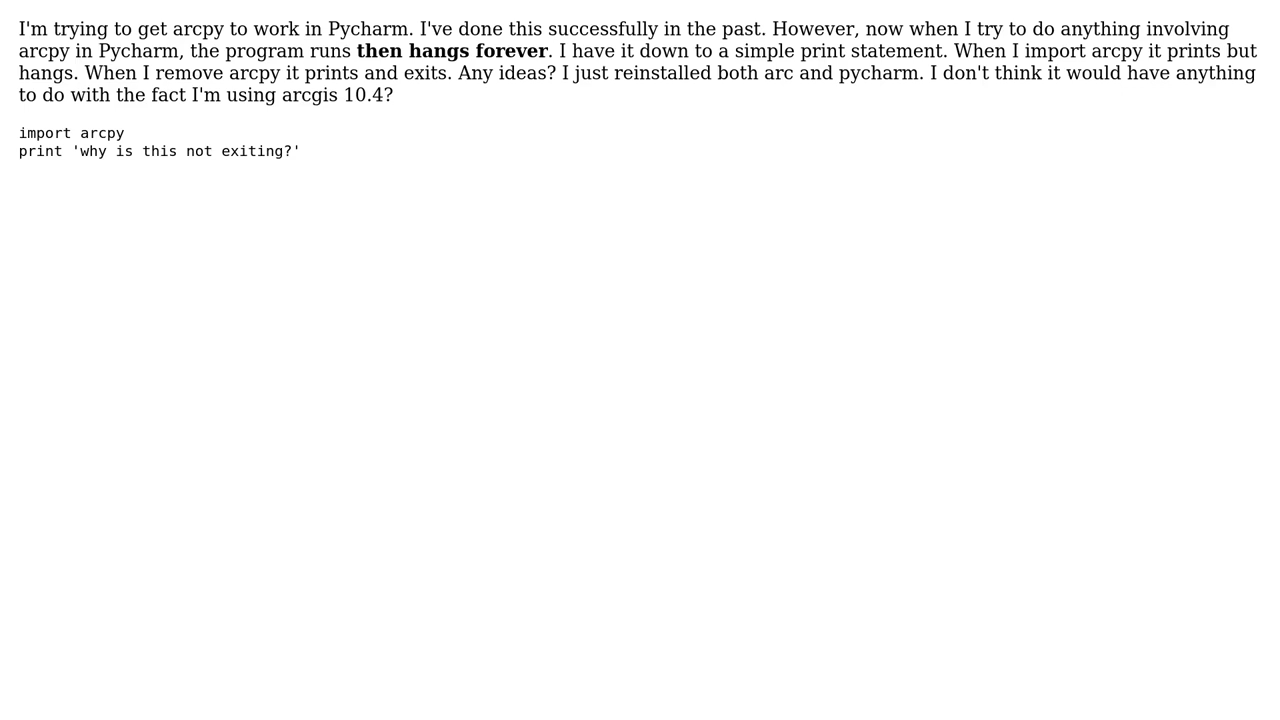 I'm trying to get arcpy to work in Pycharm. I've done this successfully in the past. However, now when I try to do anything involving
arcpy in Pycharm, the program runs then hangs forever. I have it down to a simple print statement. When I import arcpy it prints but
hangs. When I remove arcpy it prints and exits. Any ideas? I just reinstalled both arc and pycharm. I don't think it would have anything
to do with the fact I'm using arcgis 10.4?
import arcpy
print 'why is this not exiting?'